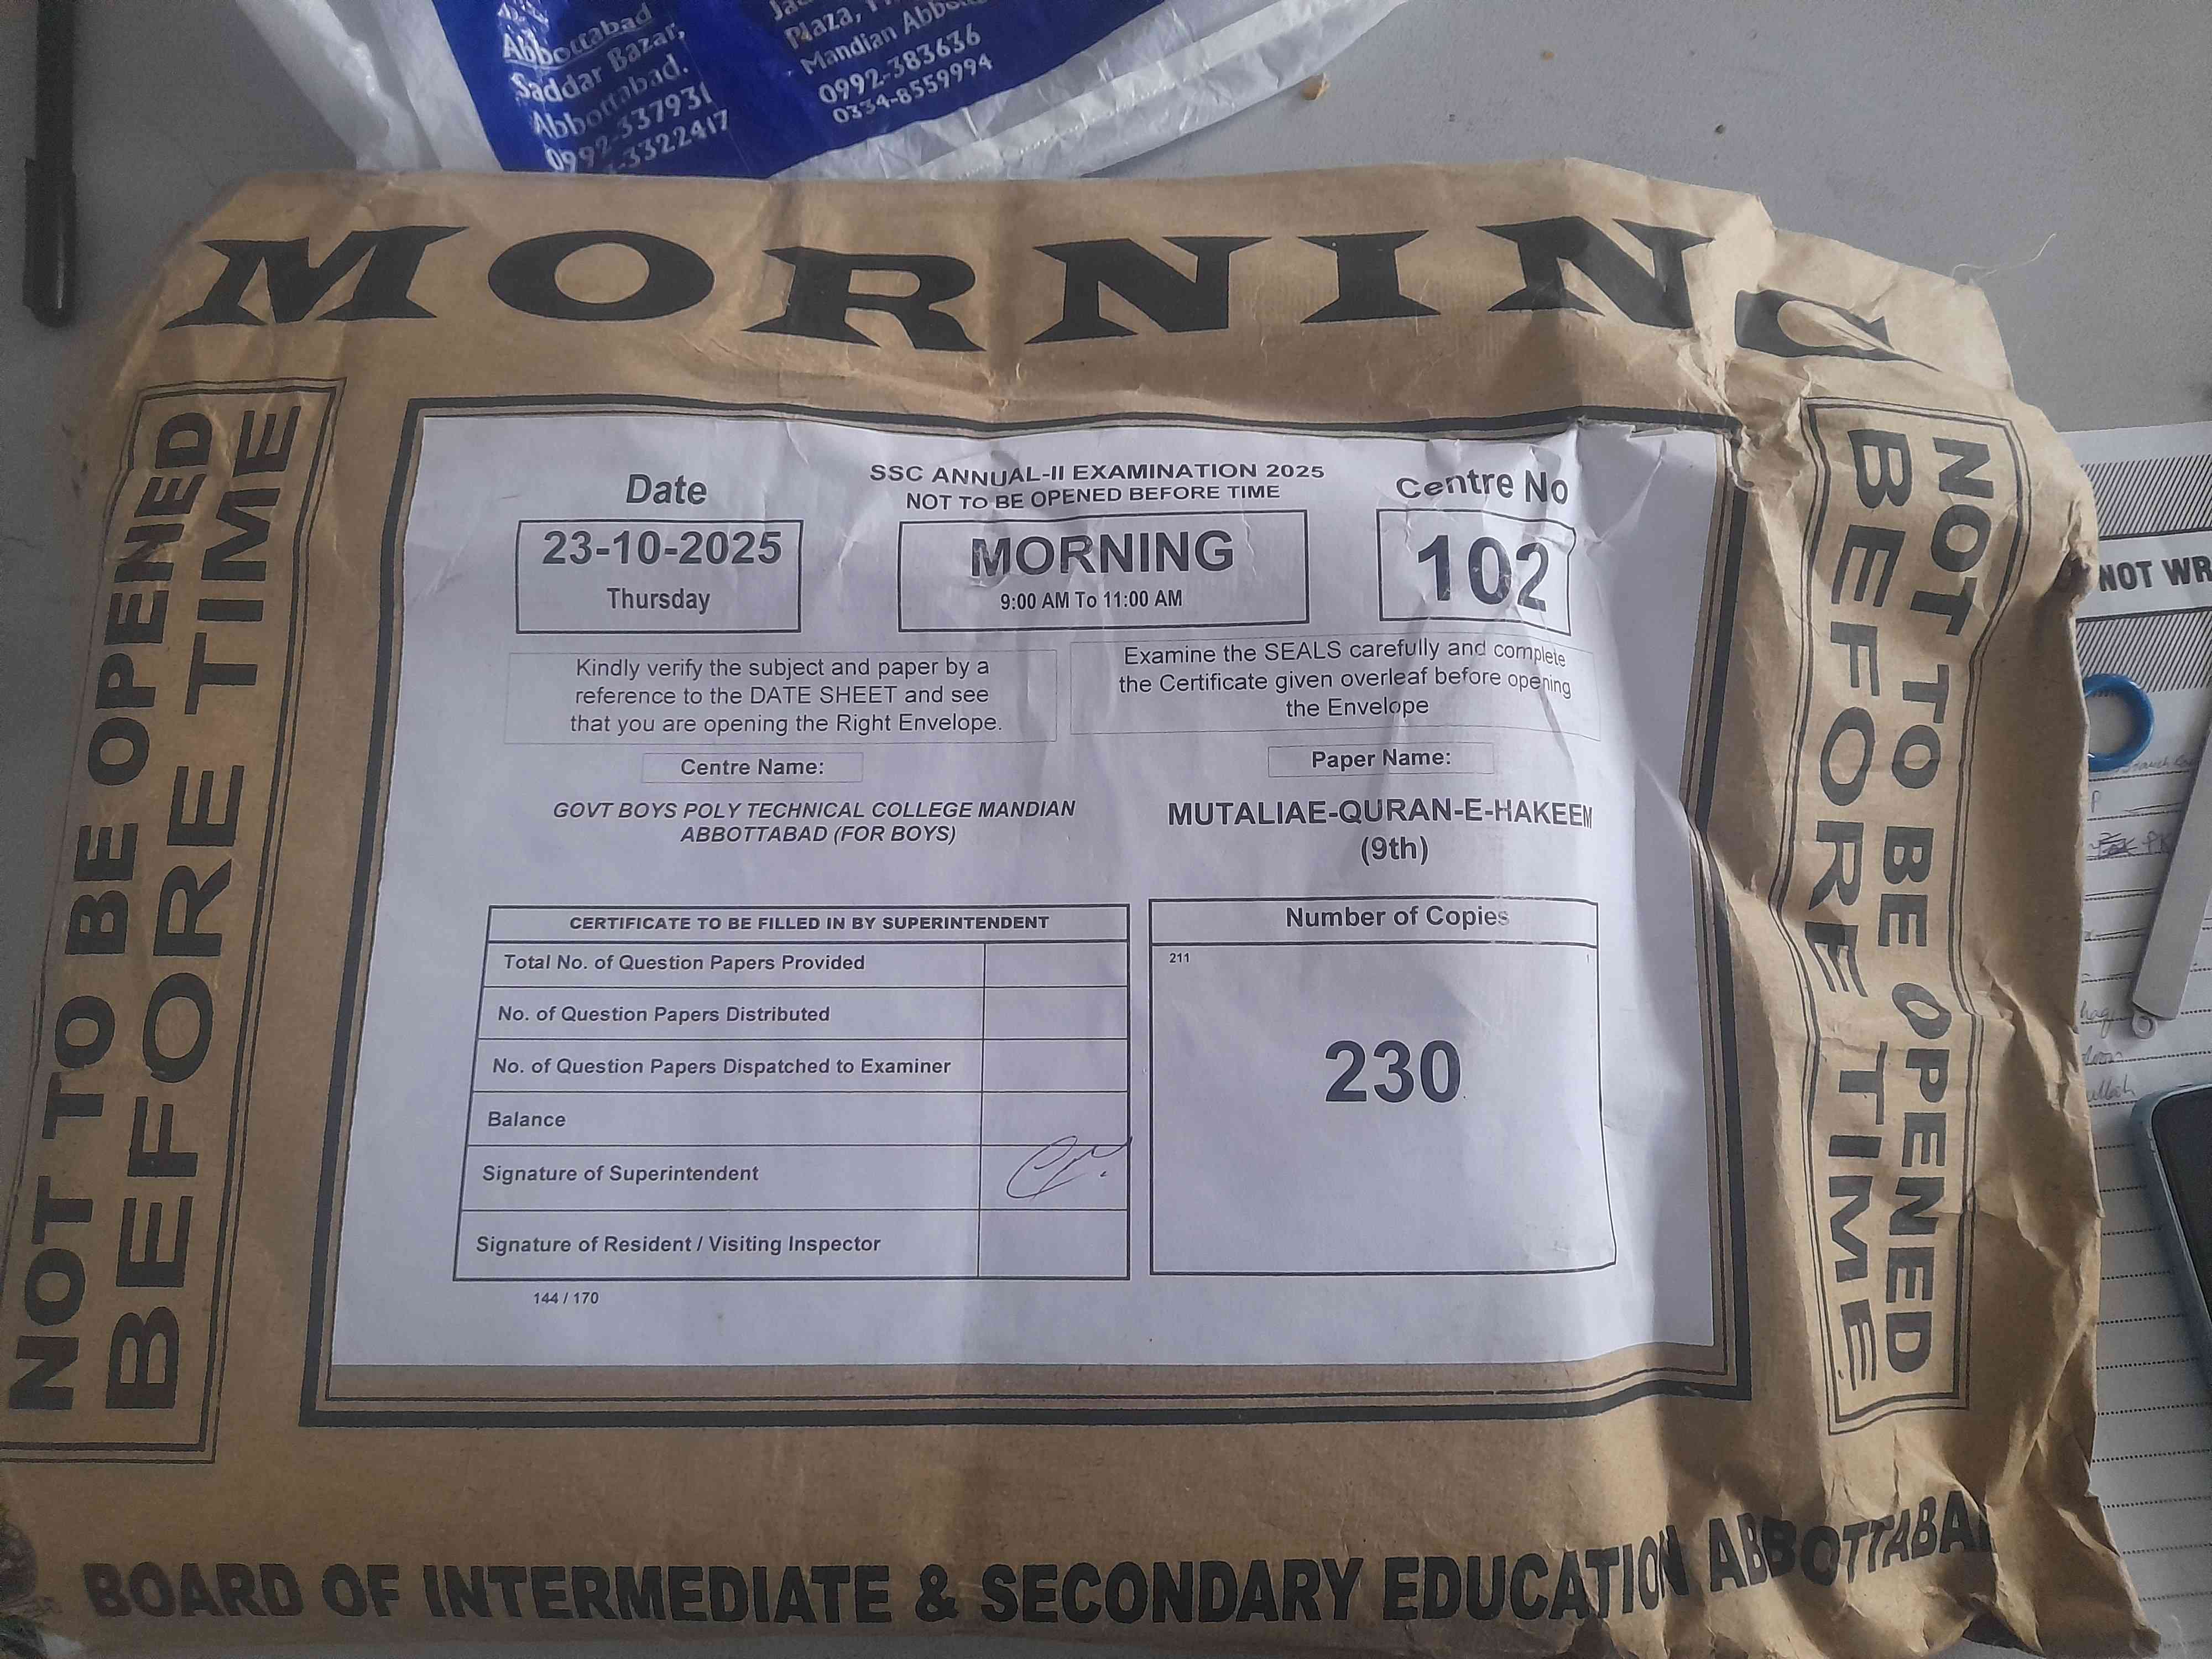 Abbottabad
Saddar Bazar,
Abbottabad.
0992-337931
3322417
Plaza,
Mandian
0992-383636
0334-8559994
MORNING
NOT TO BE OPENED
BEFORE TIME
Date
23-10-2025
Thursday
SSC ANNUAL-II EXAMINATION 2025
NOT TO BE OPENED BEFORE TIME
MORNING
9:00 AM To 11:00 AM
Centre No
102
Kindly verify the subject and paper by a
reference to the DATE SHEET and see
that you are opening the Right Envelope.
Examine the SEALS carefully and complete
the Certificate given overleaf before opening
the Envelope
Centre Name:
GOVT BOYS POLY TECHNICAL COLLEGE MANDIAN
ABBOTTABAD (FOR BOYS)
Paper Name:
MUTALIAE-QURAN-E-HAKEEM
(9th)
CERTIFICATE TO BE FILLED IN BY SUPERINTENDENT
Total No. of Question Papers Provided
No. of Question Papers Distributed
No. of Question Papers Dispatched to Examiner
Balance
Signature of Superintendent
Signature of Resident / Visiting Inspector
144 / 170
Number of Copies
211 1
230
NOT TO BE OPENED
BEFORE TIME
NOT WR
BOARD OF INTERMEDIATE & SECONDARY EDUCATION ABBOTTABA